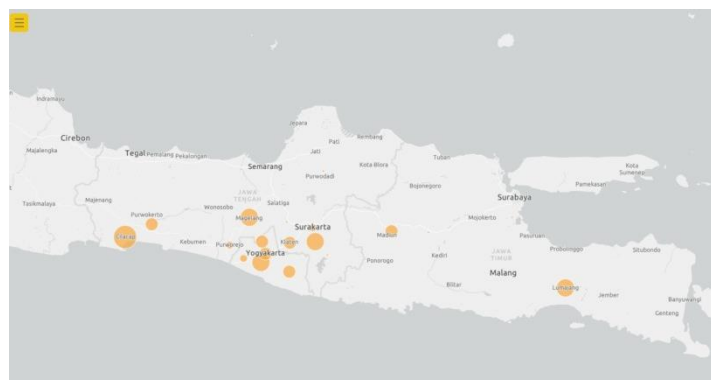 Indramayu
Jepara
Cirebon
Pati
Rembang
Majalengka
Tegal
Pemalang
Pekalongan
Jati
Tuban
Semarang
Kota Blora
Kota
Sumenep
Purwodadi
Bojonegoro
Pamekasan
JAWA
TENGAH
Tasikmalaya
Majenang
Wonosobo
Salatiga
Surabaya
Purwokerto
Magelang
Mojokerto
Surakarta
Cilacap
Madiun
Pasuruan
Kebumen
Purworejo
Klaten
Yogyakarta
JAWA
TIMUR
Probolinggo
Situbondo
Ponorogo
Kediri
Malang
Blitar
Lumajang
Jember
Banyuwangi
Genteng